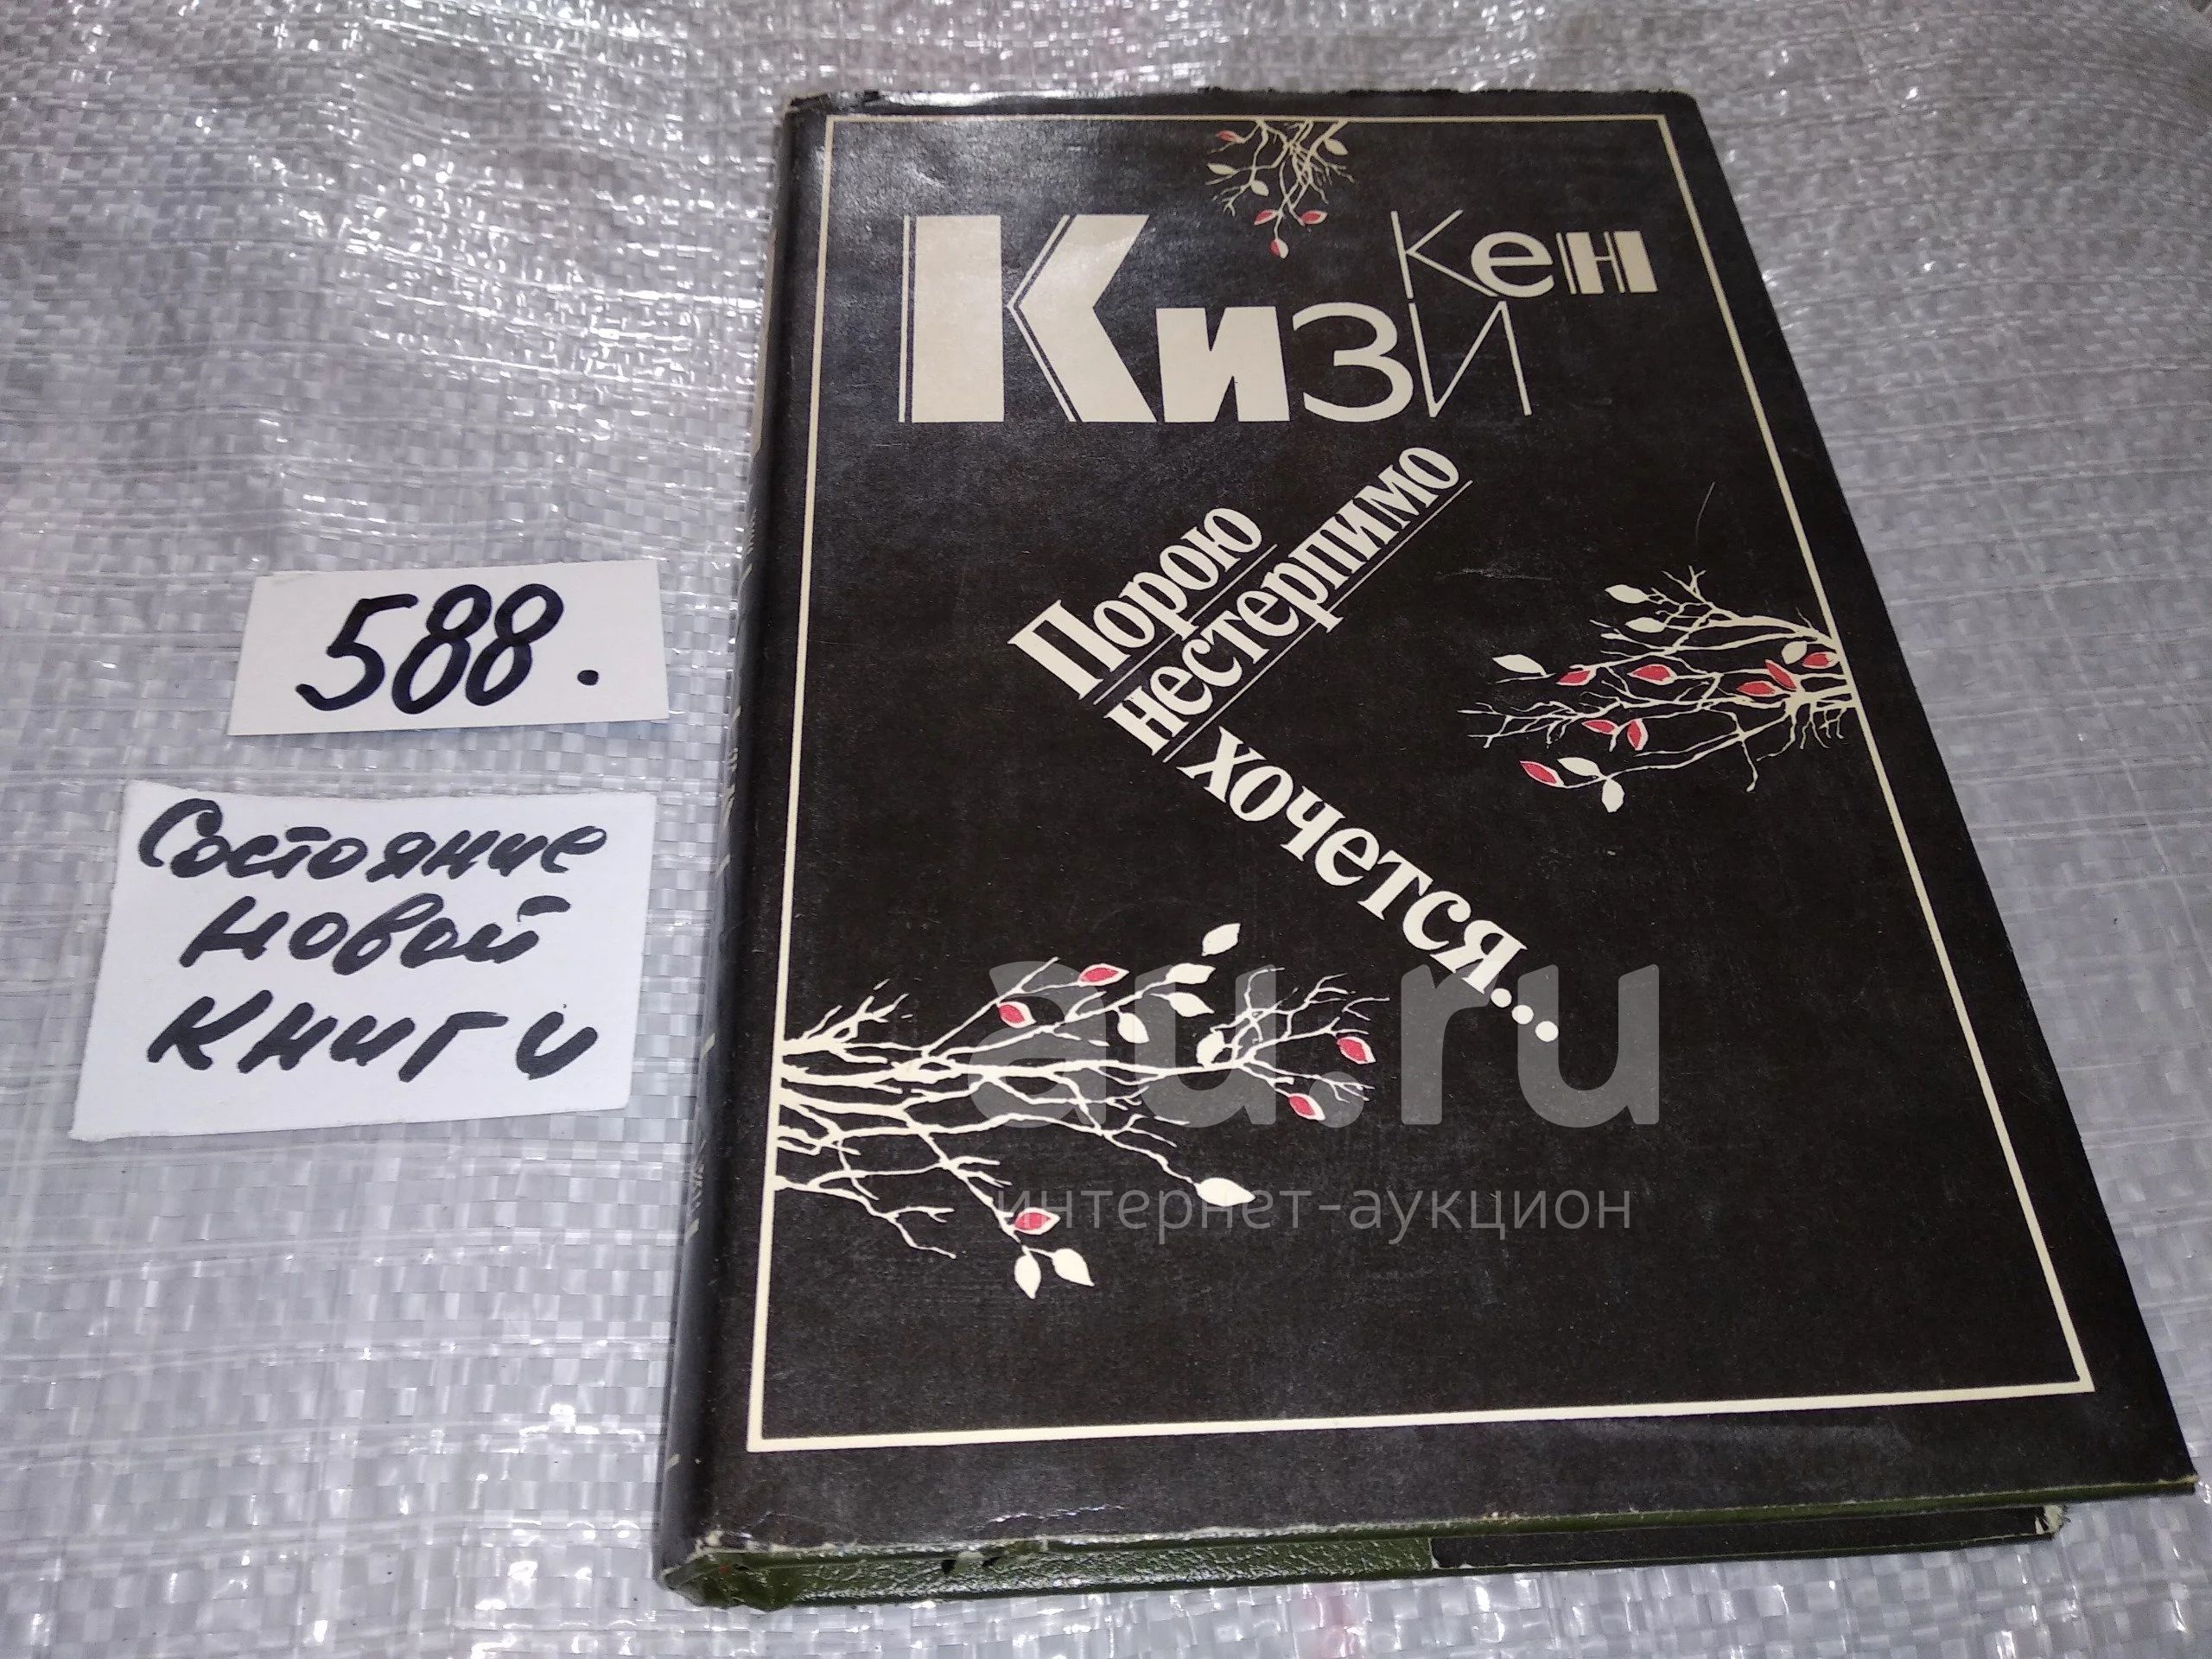 Кен
Кизи
Порою
нестерпимо
хочется...
588.
Состояние
новой
книги
au.ru
интернет-аукцион